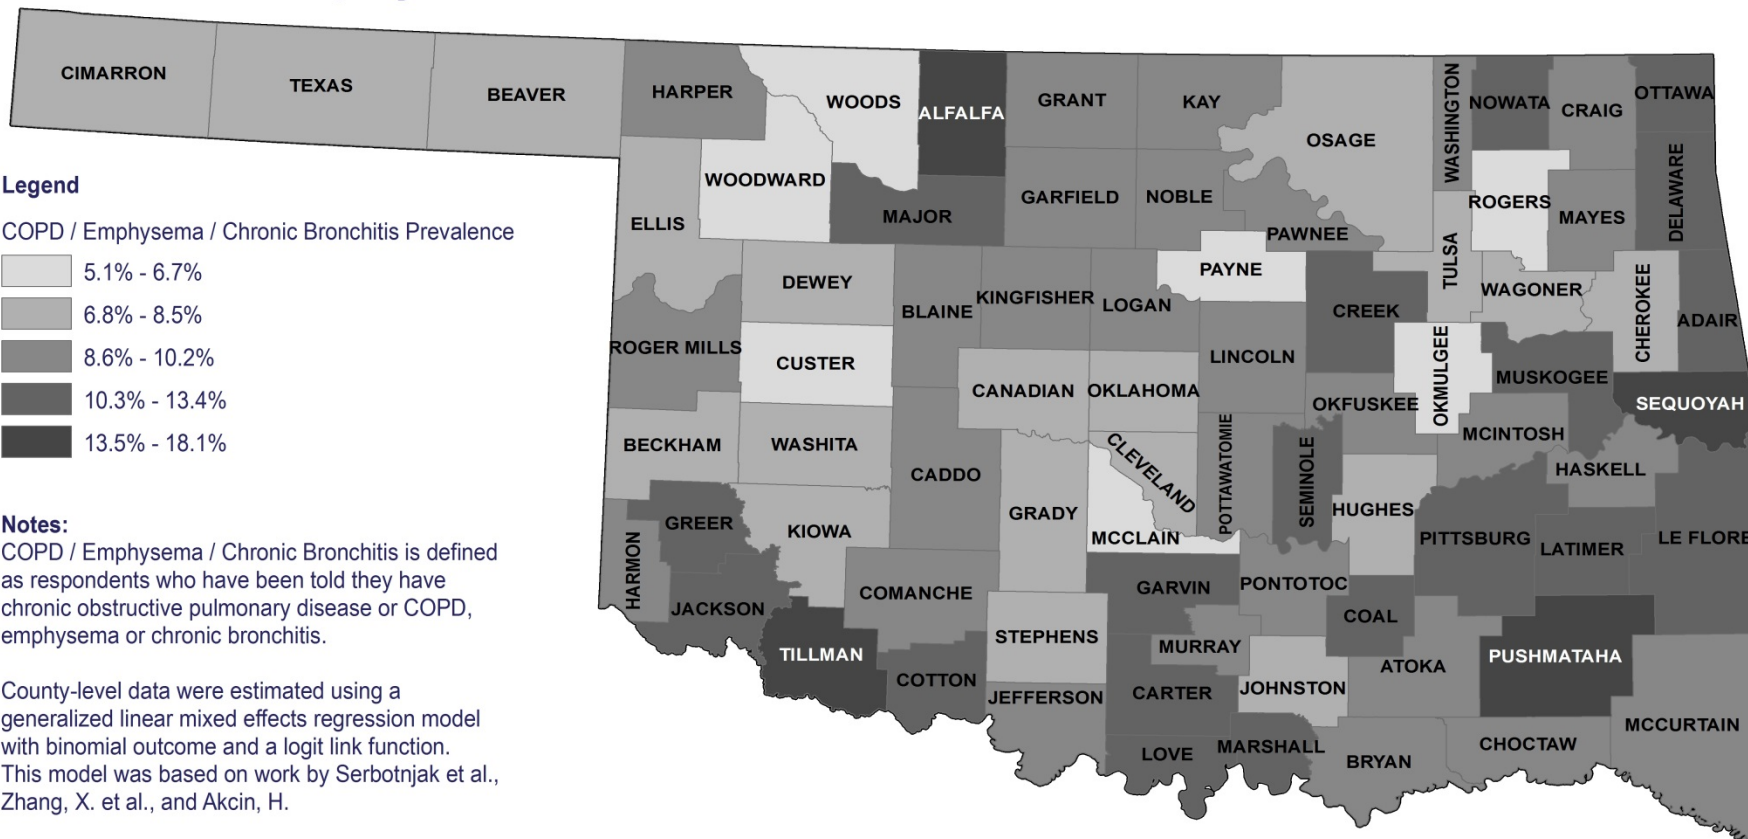 CIMARRON
TEXAS
BEAVER
HARPER
WOODS
ALFALFA
GRANT
KAY
OSAGE
WASHINGTON
NOWATA
CRAIG
OTTAWA
WOODWARD
ELLIS
MAJOR
GARFIELD
NOBLE
PAWNEE
TULSA
ROGERS
MAYES
DELAWARE
Legend
COPD / Emphysema / Chronic Bronchitis Prevalence
5.1% - 6.7%
6.8% - 8.5%
8.6% - 10.2%
10.3% - 13.4%
13.5% - 18.1%
DEWEY
BLAINE
KINGFISHER
LOGAN
PAYNE
CREEK
WAGONER
CHEROKEE
ADAIR
ROGER MILLS
CUSTER
CANADIAN
OKLAHOMA
LINCOLN
OKFUSKEE
OKMULGEE
MUSKOGEE
SEQUOYAH
BECKHAM
WASHITA
CADDO
GRADY
CLEVELAND
POTTAWATOMIE
SEMINOLE
HUGHES
MCINTOSH
HASKELL
GREER
KIOWA
MCCLAIN
PITTSBURG
LATIMER
LE FLORE
HARMON
JACKSON
COMANCHE
GARVIN
PONTOTOC
COAL
TILLMAN
STEPHENS
MURRAY
ATOKA
PUSHMATAHA
COTTON
JEFFERSON
CARTER
JOHNSTON
MCCURTAIN
LOVE
MARSHALL
BRYAN
CHOCTAW
Notes:
COPD / Emphysema / Chronic Bronchitis is defined
as respondents who have been told they have
chronic obstructive pulmonary disease or COPD,
emphysema or chronic bronchitis.
County-level data were estimated using a
generalized linear mixed effects regression model
with binomial outcome and a logit link function.
This model was based on work by Serbotnjak et al.,
Zhang, X. et al., and Akcin, H.